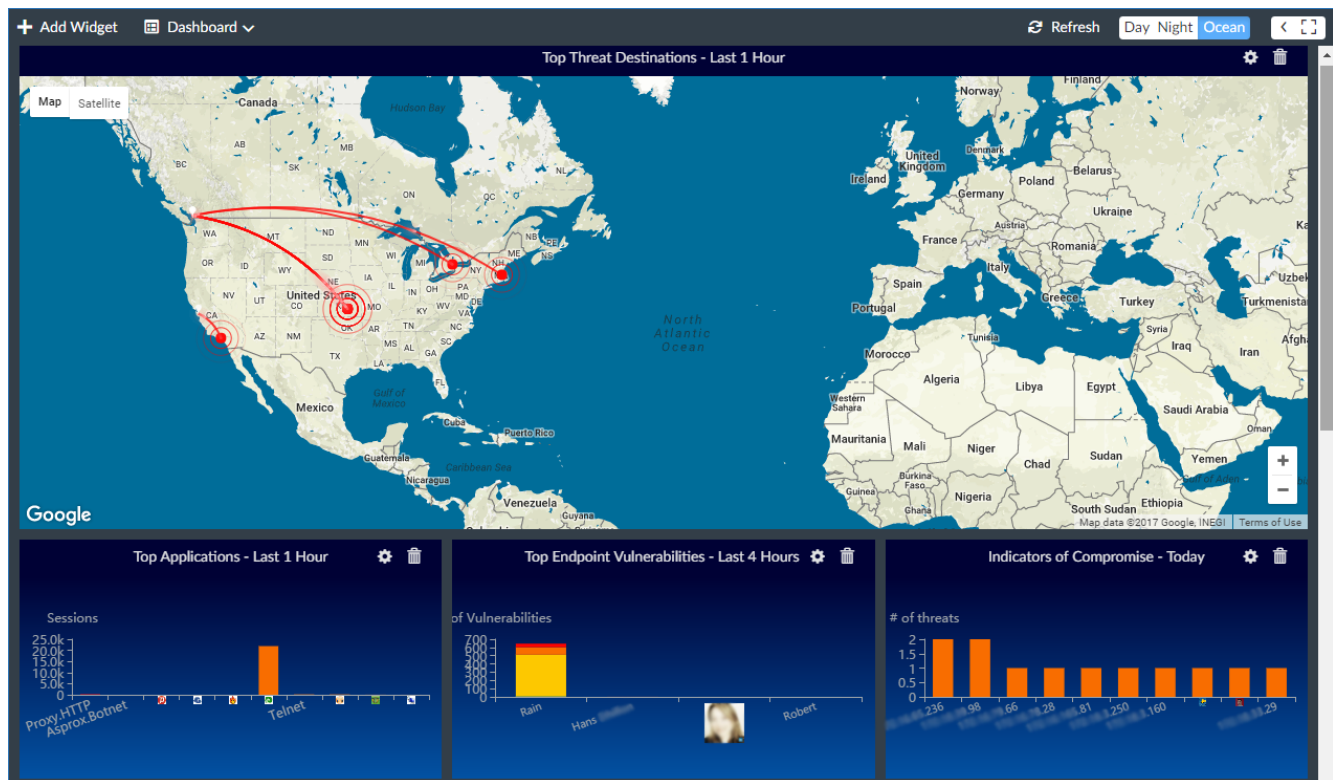 Add Widget Dashboard Refresh Day Night Ocean
Top Threat Destinations - Last 1 Hour
Map Satellite
Canada
Hudson Bay
AB
MB
BC
SK
NL
ON
QC
WA
MT
ND
MN
NB
PE
ME
NS
OR
ID
WY
SD
WI
MI
NY
NH
NV
UT
CO
NE
IA
IL
IN
OH
PA
MD
DE
United States
MO
KY
WV
VA
CA
AZ
NM
OK
AR
TN
NC
TX
MS
AL
GA
SC
LA
FL
Gulf of
Mexico
Mexico
Cuba
Puerto Rico
Guatemala
Caribbean Sea
Nicaragua
Venezuela
Guyana
North
Atlantic
Ocean
Finland
Norway
Denmark
United
Kingdom
Ireland
Belarus
Poland
Germany
Ukraine
Austria
France
Romania
Italy
Spain
Portugal
Greece
Turkey
Uzbek
Turkmenista
Syria
Tunisia
Iraq
Iran
Afgh
Morocco
Algeria
Libya
Egypt
Western
Sahara
Saudi Arabia
Oman
Mauritania
Mali
Niger
Chad
Sudan
Yemen
Gulf of Aden
Burkina
Faso
Guinea
Nigeria
Ghana
South Sudan
Ethiopia
Google
Map data ©2017 Google, INEGI Terms of Use
Top Applications - Last 1 Hour
Sessions
25.0k
20.0k
15.0k
10.0k
5.0k
0
Proxy.HTTP
Asprox.Botnet
Telnet
Top Endpoint Vulnerabilities - Last 4 Hours
of Vulnerabilities
700
600
500
400
300
200
100
0
Rain
Hans
Robert
Indicators of Compromise - Today
# of threats
2
1.5
1
0.5
0
.236
.98
.66
.28
.81
.250
.160
.29